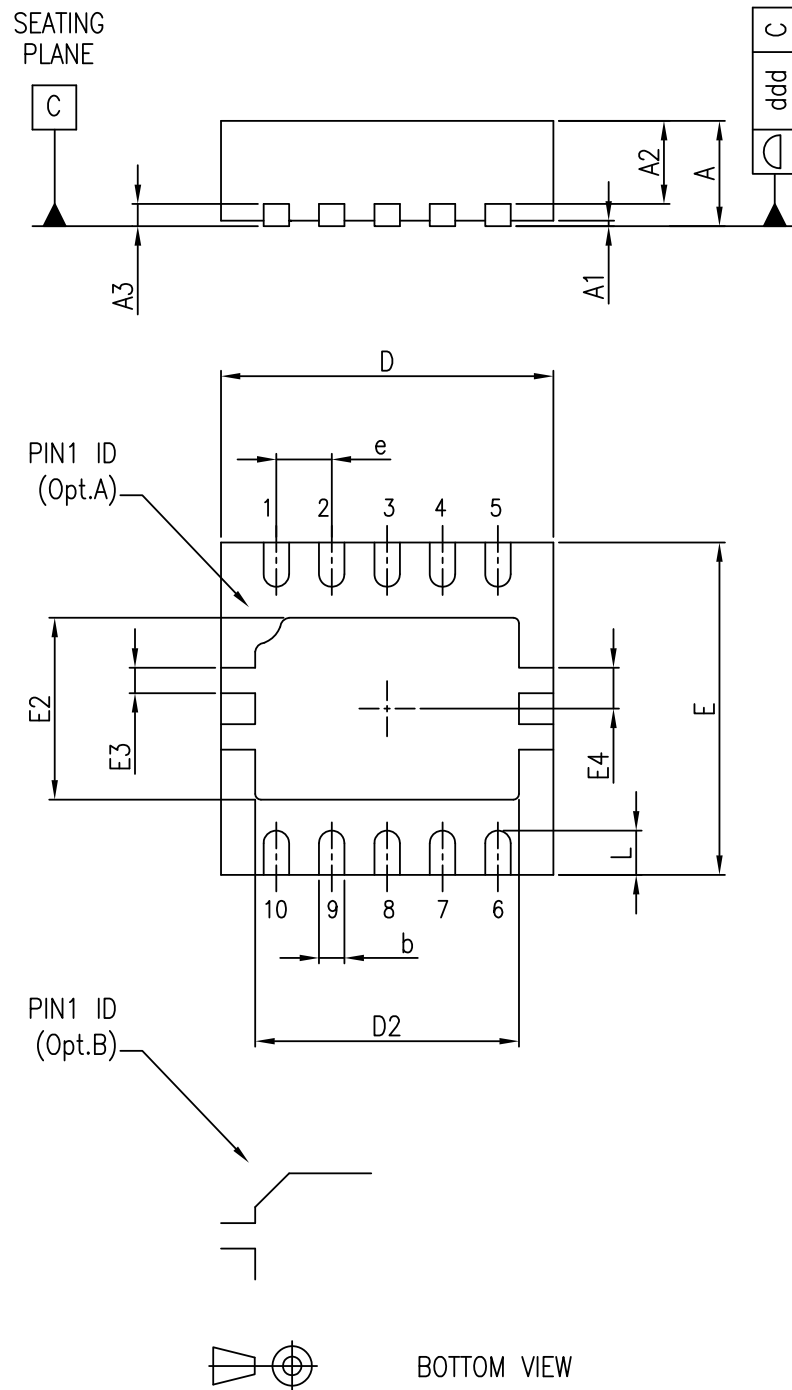 SEATING
PLANE
C
ddd C
A2
A
A3
A1
D
PIN1 ID
(Opt.A)
e
1 2 3 4 5
E2
E3
E4
E
L
10 9 8 7 6
b
PIN1 ID
(Opt.B)
D2
BOTTOM VIEW